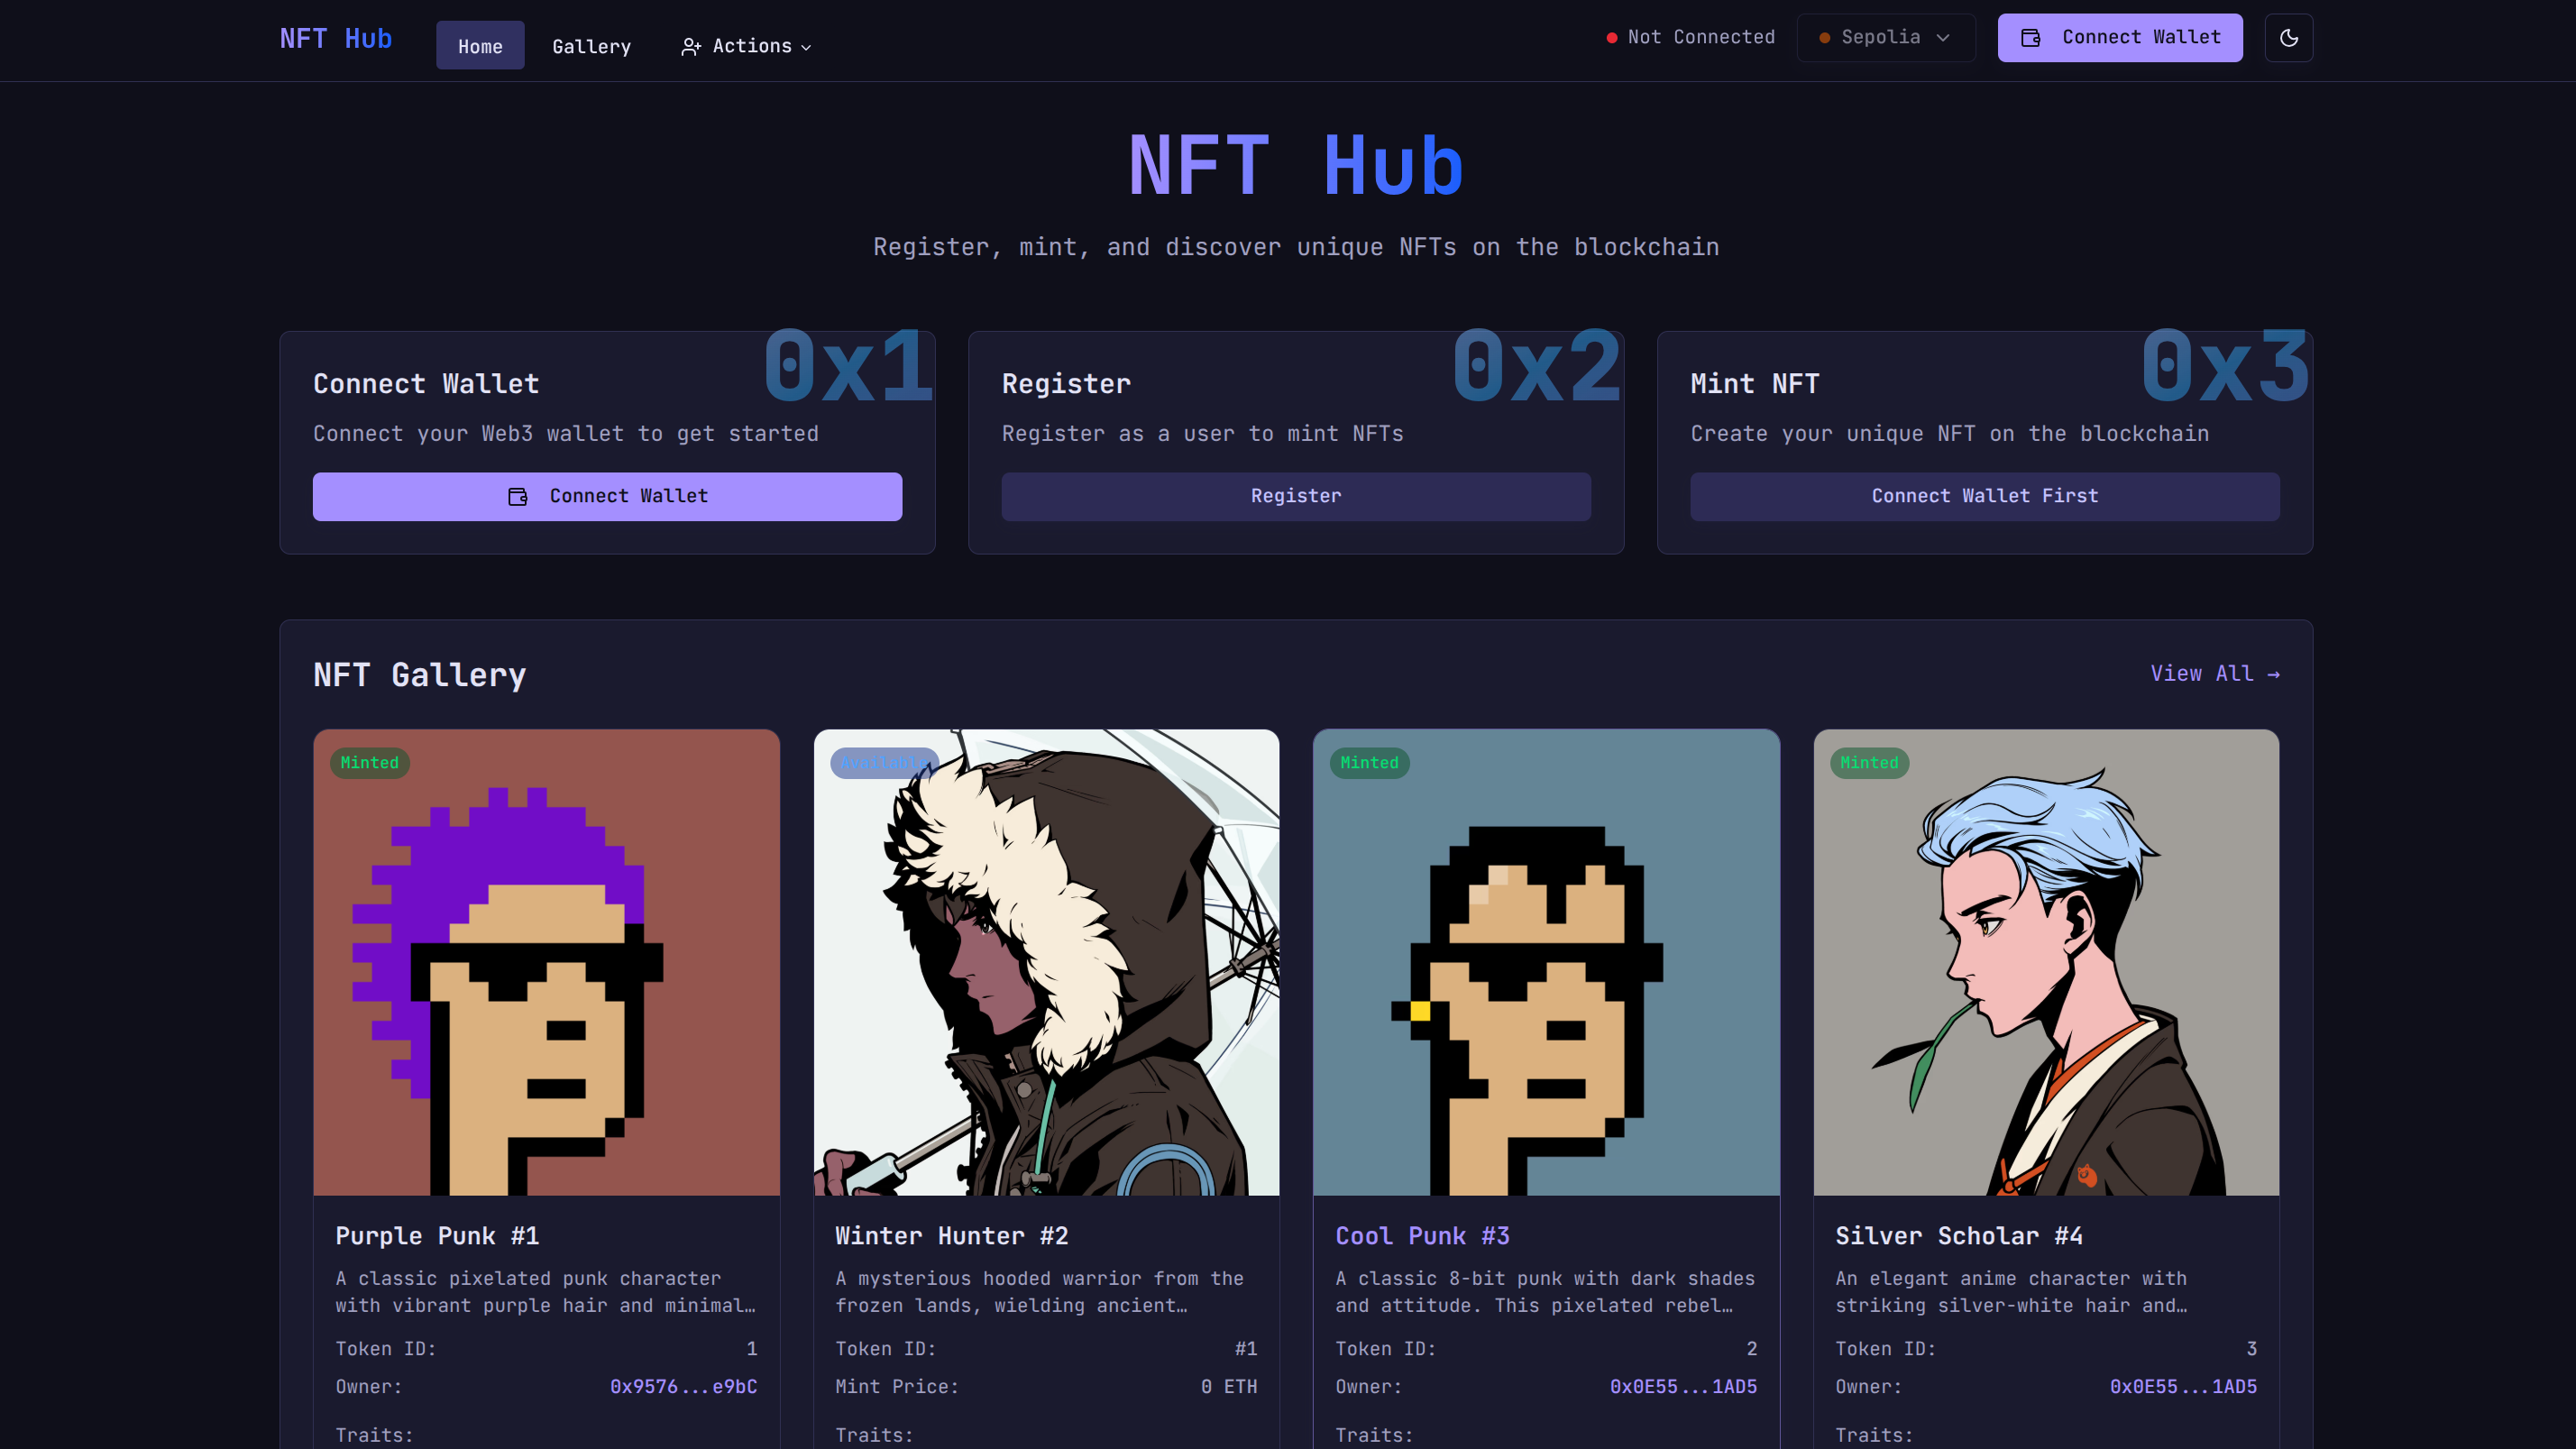 NFT Hub
Home
Gallery
Actions
Not Connected
Sepolia
Connect Wallet
NFT Hub
Register, mint, and discover unique NFTs on the blockchain
0x1
Connect Wallet
Connect your Web3 wallet to get started
Connect Wallet
0x2
Register
Register as a user to mint NFTs
Register
0x3
Mint NFT
Create your unique NFT on the blockchain
Connect Wallet First
NFT Gallery
View All →
Minted
Purple Punk #1
A classic pixelated punk character
with vibrant purple hair and minimal…
Token ID: 1
Owner: 0x9576...e9bC
Traits:
Available
Winter Hunter #2
A mysterious hooded warrior from the
frozen lands, wielding ancient…
Token ID: #1
Mint Price: 0 ETH
Traits:
Minted
Cool Punk #3
A classic 8-bit punk with dark shades
and attitude. This pixelated rebel…
Token ID: 2
Owner: 0x0E55...1AD5
Traits:
Minted
Silver Scholar #4
An elegant anime character with
striking silver-white hair and…
Token ID: 3
Owner: 0x0E55...1AD5
Traits: